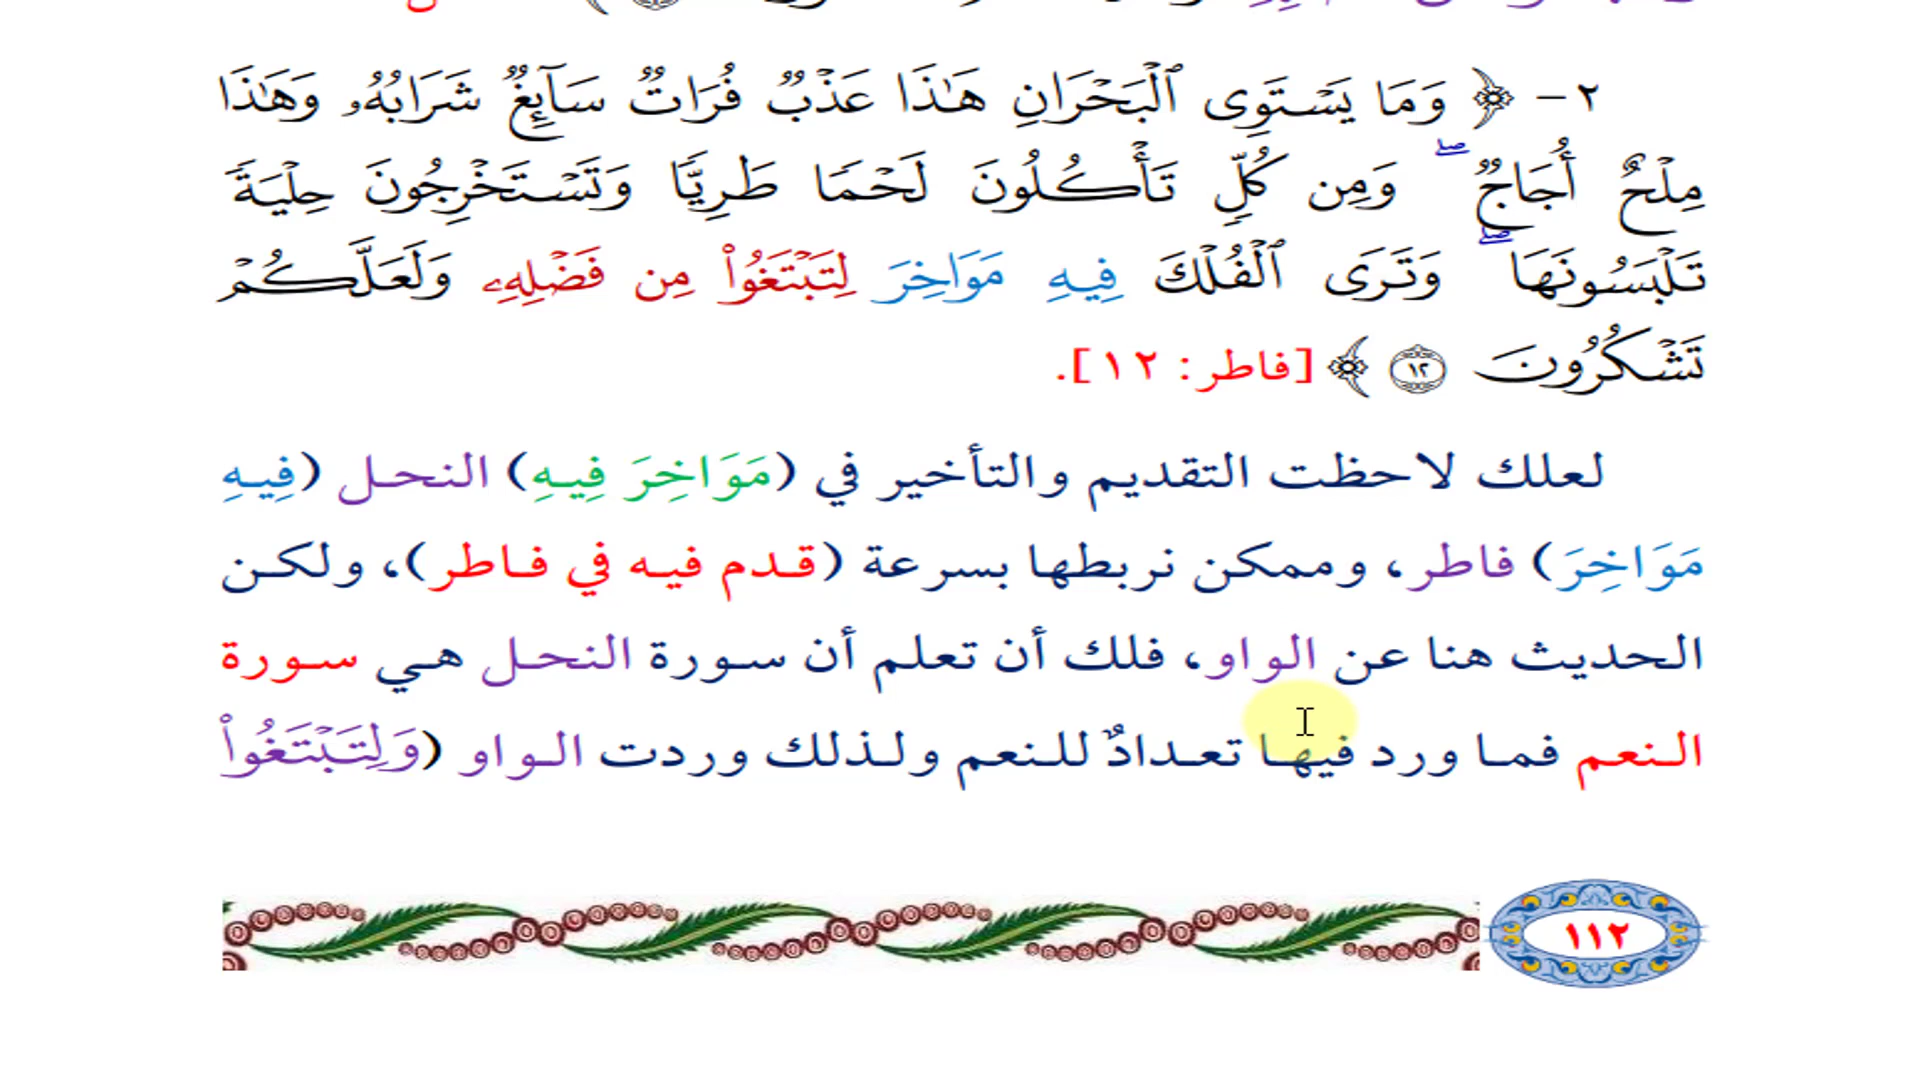 ٢- ﴿ وَمَا يَسْتَوِى ٱلْبَحْرَانِ هَـٰذَا عَذْبٌ فُرَاتٌ سَآئِغٌ شَرَابُهُۥ وَهَـٰذَا
مِلْحٌ أُجَاجٌ ۖ وَمِن كُلٍّ تَأْكُلُونَ لَحْمًا طَرِيًّا وَتَسْتَخْرِجُونَ حِلْيَةً
تَلْبَسُونَهَا ۖ وَتَرَى ٱلْفُلْكَ فِيهِ مَوَاخِرَ لِتَبْتَغُوا۟ مِن فَضْلِهِۦ وَلَعَلَّكُمْ
تَشْكُرُونَ ١٢ ﴾ [فاطر: ١٢].
لعلك لاحظت التقديم والتأخير في (مَوَاخِرَ فِيهِ) النحل (فِيهِ
مَوَاخِرَ) فاطر، وممكن نربطها بسرعة (قدم فيه في فاطر)، ولكن
الحديث هنا عن الواو، فلك أن تعلم أن سورة النحل هي سورة
النعم فما ورد فيها تعدادٌ للنعم ولذلك وردت الواو (وَلِتَبْتَغُوا۟
١١٢